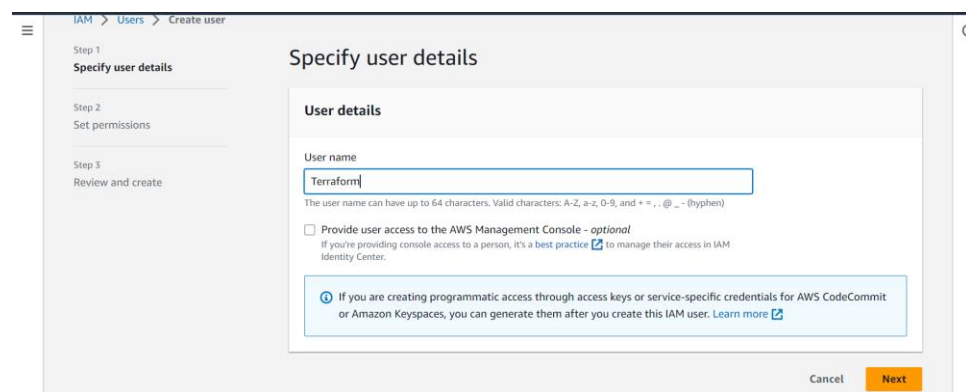 IAM > Users > Create user
Step 1
Specify user details
Step 2
Set permissions
Step 3
Review and create
Specify user details
User details
User name
Terraform
The user name can have up to 64 characters. Valid characters: A-Z, a-z, 0-9, and + = , . @ _ - (hyphen)
Provide user access to the AWS Management Console - optional
If you're providing console access to a person, it's a best practice to manage their access in IAM
Identity Center.
If you are creating programmatic access through access keys or service-specific credentials for AWS CodeCommit
or Amazon Keyspaces, you can generate them after you create this IAM user. Learn more
Cancel Next